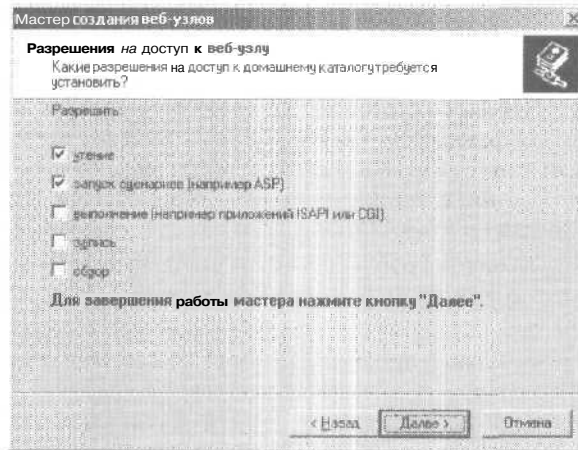 Мастер создания веб-узлов
Разрешения на доступ к веб-узлу
Какие разрешения на доступ к домашнему каталогу требуется
установить?
Разрешить:
чтение
запуск сценариев (например ASP)
выполнение (например приложений ISAPI или CGI)
запись
обзор
Для завершения работы мастера нажмите кнопку "Далее".
< Назад Далее > Отмена